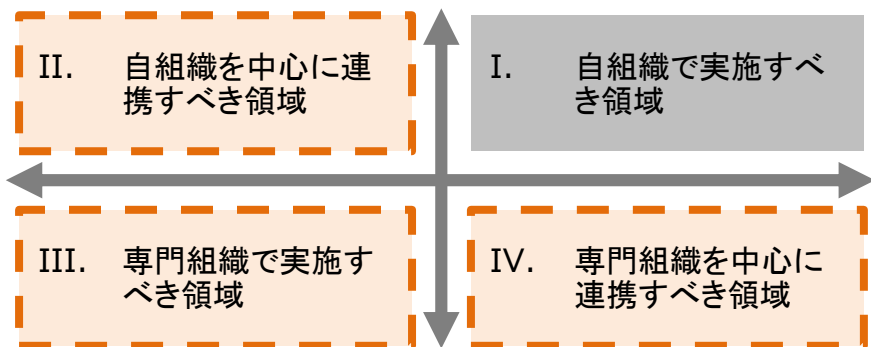 II. 自組織を中心に連
携すべき領域
I. 自組織で実施すべ
き領域
III. 専門組織で実施す
べき領域
IV. 専門組織を中心に
連携すべき領域